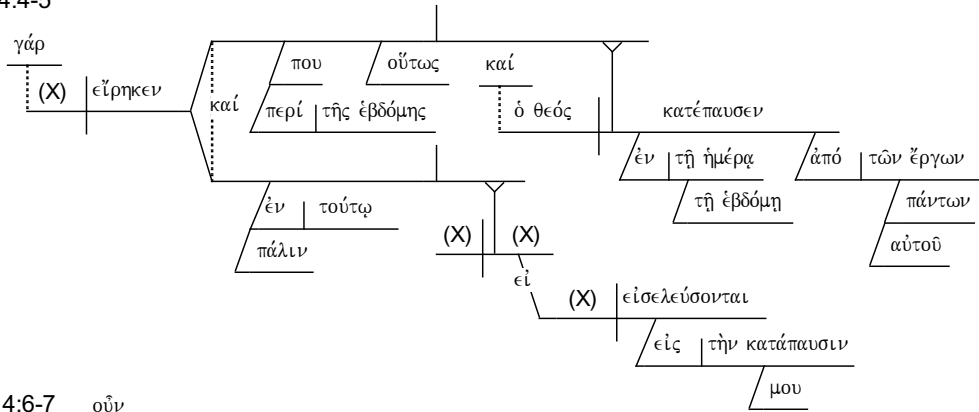 4:4-5
γάρ
(X) εἴρηκεν
καί
που οὕτως καί
περί τῆς ἑβδόμης ὁ θεός κατέπαυσεν
ἐν τῇ ἡμέρᾳ ἀπό τῶν ἔργων
τῇ ἑβδόμῃ πάντων
αὐτοῦ
ἐν τούτῳ
πάλιν
(X) (X)
εἰ
(X) εἰσελεύσονται
εἰς τὴν κατάπαυσιν
μου
4:6-7 οὖν